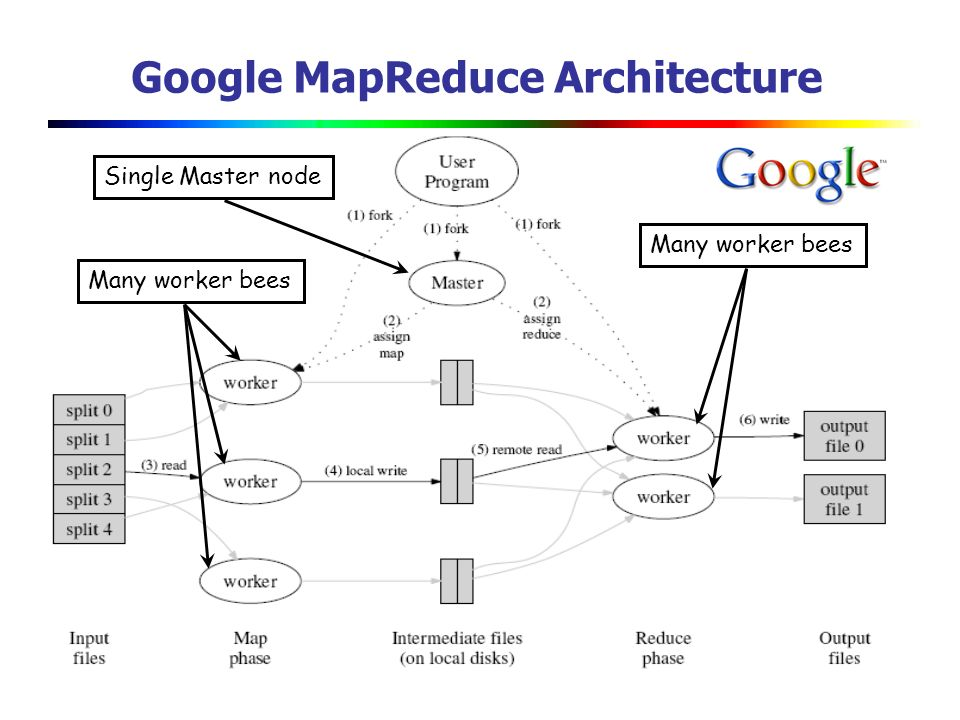 Google MapReduce Architecture
Single Master node
User
Program
Google™
(1) fork
(1) fork
(1) fork
Many worker bees
Many worker bees
Master
(2)
assign
map
(2)
assign
reduce
worker
split 0
split 1
split 2
split 3
split 4
(3) read
worker
(4) local write
worker
(5) remote read
worker
(6) write
output
file 0
worker
output
file 1
Input
files
Map
phase
Intermediate files
(on local disks)
Reduce
phase
Output
files